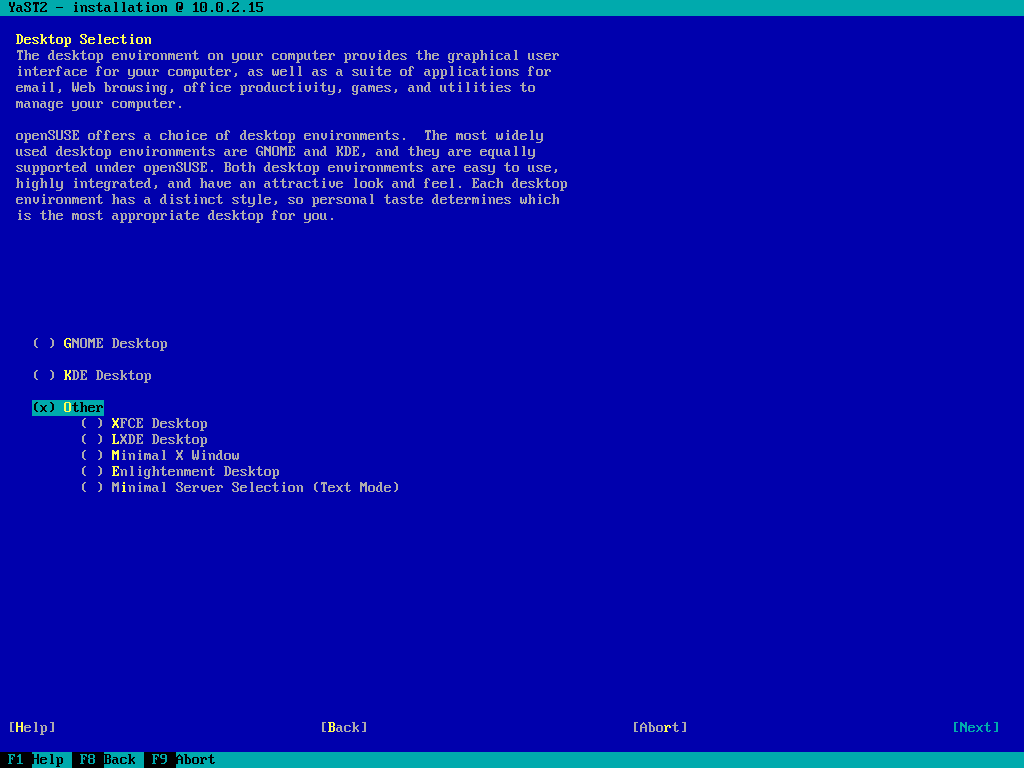 YaST2 - installation @ 10.0.2.15
Desktop Selection
The desktop environment on your computer provides the graphical user
interface for your computer, as well as a suite of applications for
email, Web browsing, office productivity, games, and utilities to
manage your computer.
openSUSE offers a choice of desktop environments.  The most widely
used desktop environments are GNOME and KDE, and they are equally
supported under openSUSE. Both desktop environments are easy to use,
highly integrated, and have an attractive look and feel. Each desktop
environment has a distinct style, so personal taste determines which
is the most appropriate desktop for you.
( ) GNOME Desktop
( ) KDE Desktop
(x) Other
( ) XFCE Desktop
( ) LXDE Desktop
( ) Minimal X Window
( ) Enlightenment Desktop
( ) Minimal Server Selection (Text Mode)
[Help] [Back] [Abort] [Next]
F1 Help F8 Back F9 Abort